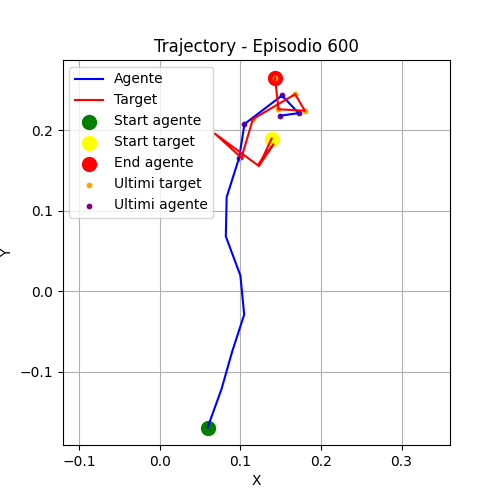 Trajectory - Episodio 600
Agente
Target
Start agente
Start target
End agente
Ultimi target
Ultimi agente
0.2
0.1
0.0
−0.1
Y
−0.1
0.0
0.1
0.2
0.3
X